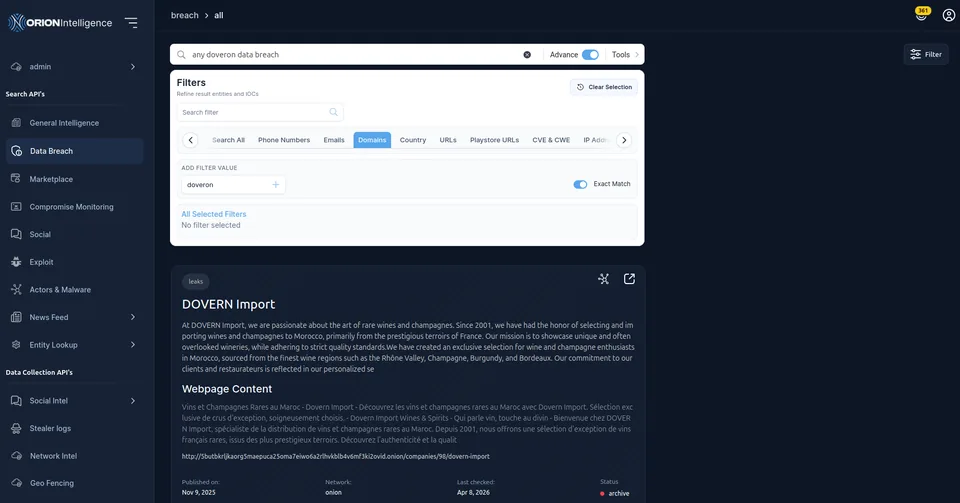 ORIONIntelligence
breach > all
361
admin
Search API's
General Intelligence
Data Breach
Marketplace
Compromise Monitoring
Social
Exploit
Actors & Malware
News Feed
Entity Lookup
Data Collection API's
Social Intel
Stealer logs
Network Intel
Geo Fencing
any doveron data breach
Advance
Tools
Filter
Filters
Refine result entities and IOCs
Clear Selection
Search filter
Search All Phone Numbers Emails Domains Country URLs Playstore URLs CVE & CWE IP Addre
ADD FILTER VALUE
doveron
Exact Match
All Selected Filters
No filter selected
leaks
DOVERN Import
At DOVERN Import, we are passionate about the art of rare wines and champagnes. Since 2001, we have had the honor of selecting and im
porting wines and champagnes to Morocco, primarily from the prestigious terroirs of France. Our mission is to showcase unique and often
overlooked wineries, while adhering to strict quality standards.We have created an exclusive selection for wine and champagne enthusiasts
in Morocco, sourced from the finest wine regions such as the Rhône Valley, Champagne, Burgundy, and Bordeaux. Our commitment to our
clients and restaurateurs is reflected in our personalized se
Webpage Content
Vins et Champagnes Rares au Maroc - Dovern Import - Découvrez les vins et champagnes rares au Maroc avec Dovern Import. Sélection exc
lusive de crus d'exception, soigneusement choisis. - Dovern Import Wines & Spirits - Qui parle vin, touche au divin - Bienvenue chez DOVER
N Import, spécialiste de la distribution de vins et champagnes rares au Maroc. Depuis 2001, nous offrons une sélection d'exception de vins
français rares, issus des plus prestigieux terroirs. Découvrez l'authenticité et la qualit
http://5butbkrljkaorg5maepuca25oma7eiwo6a2rlhvkblb4v6mf3ki2ovid.onion/companies/98/dovern-import
Published on: Network: Last checked: Status
Nov 9, 2025 onion Apr 8, 2026 archive